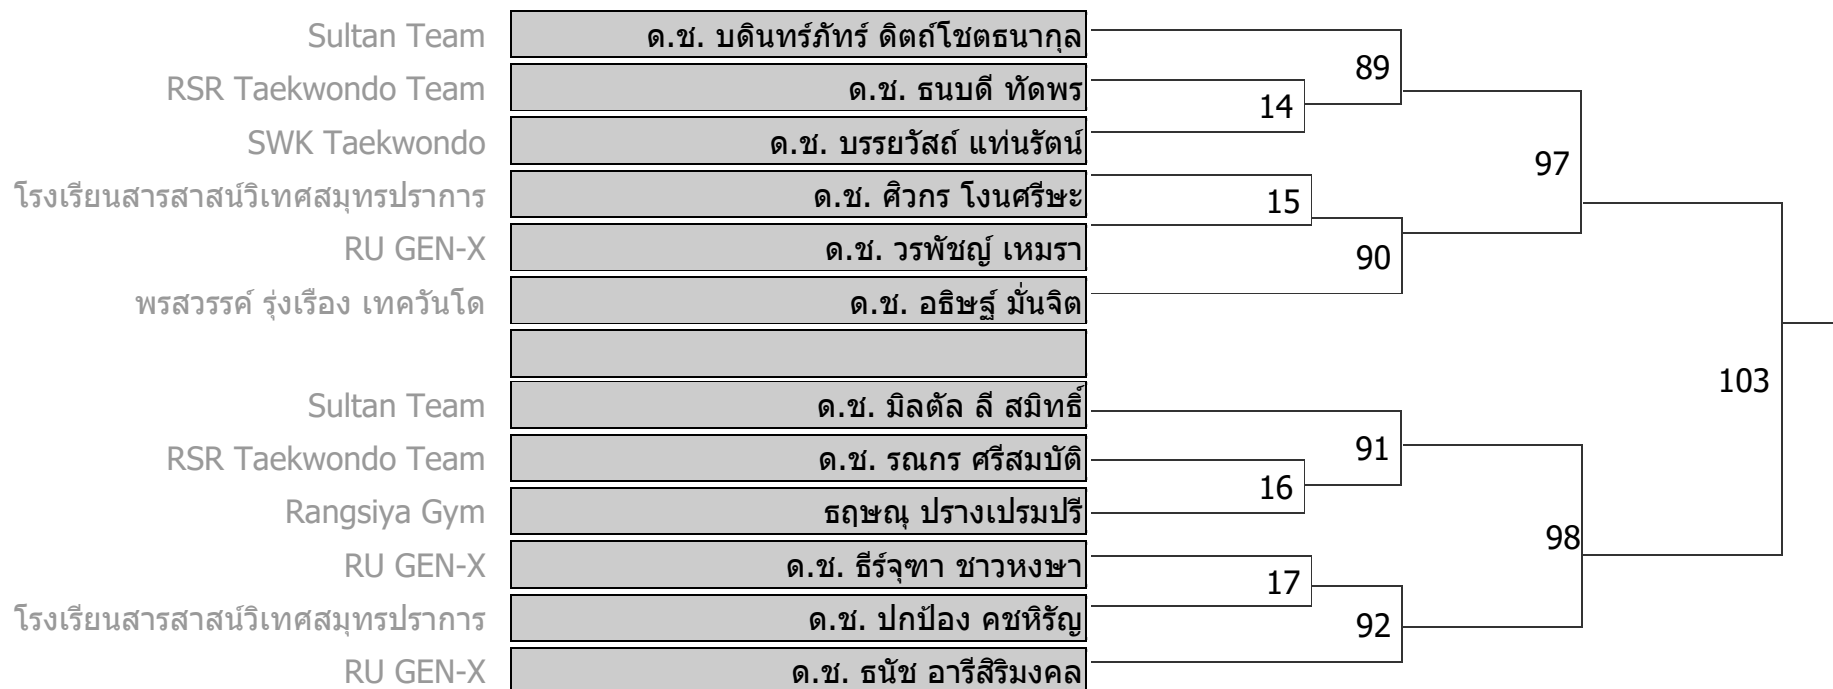 Sultan Team ด.ช. บดินทร์ภัทร์ ดิตถ์โชตธนากุล
89
RSR Taekwondo Team ด.ช. ธนบดี ทัดพร
14
SWK Taekwondo ด.ช. บรรยวัสถ์ แท่นรัตน์
97
โรงเรียนสารสาสน์วิเทศสมุทรปราการ ด.ช. ศิวกร โงนศรีษะ
15
RU GEN-X ด.ช. วรพัชญ์ เหมรา
90
พรสวรรค์ รุ่งเรือง เทควันโด ด.ช. อธิษฐ์ มั่นจิต
103
Sultan Team ด.ช. มิลตัล ลี สมิทธิ์
91
RSR Taekwondo Team ด.ช. รณกร ศรีสมบัติ
16
Rangsiya Gym ธฤษณุ ปรางเปรมปรี
98
RU GEN-X ด.ช. ธีร์จุฑา ชาวหงษา
17
โรงเรียนสารสาสน์วิเทศสมุทรปราการ ด.ช. ปกป้อง คชหิรัญ
92
RU GEN-X ด.ช. ธนัช อารีสิริมงคล